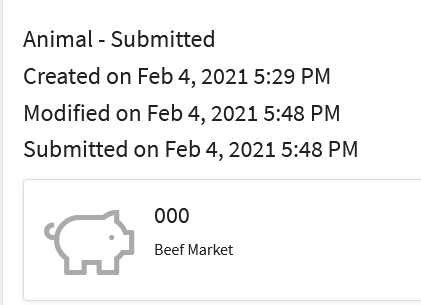 Animal - Submitted
Created on Feb 4, 2021 5:29 PM
Modified on Feb 4, 2021 5:48 PM
Submitted on Feb 4, 2021 5:48 PM
000
Beef Market